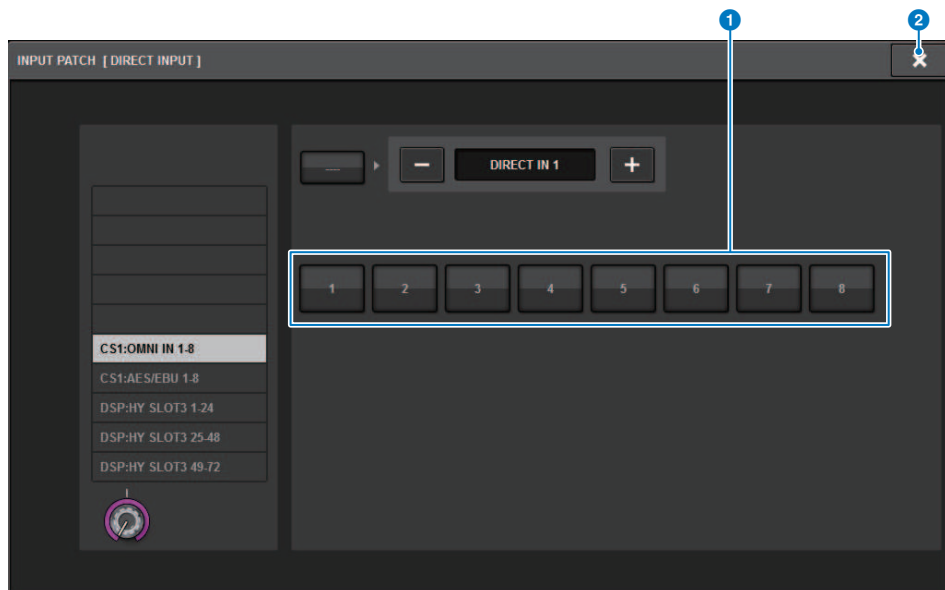 1 2
INPUT PATCH [ DIRECT INPUT ]
DIRECT IN 1
1 2 3 4 5 6 7 8
CS1:OMNI IN 1-8
CS1:AES/EBU 1-8
DSP:HY SLOT3 1-24
DSP:HY SLOT3 25-48
DSP:HY SLOT3 49-72